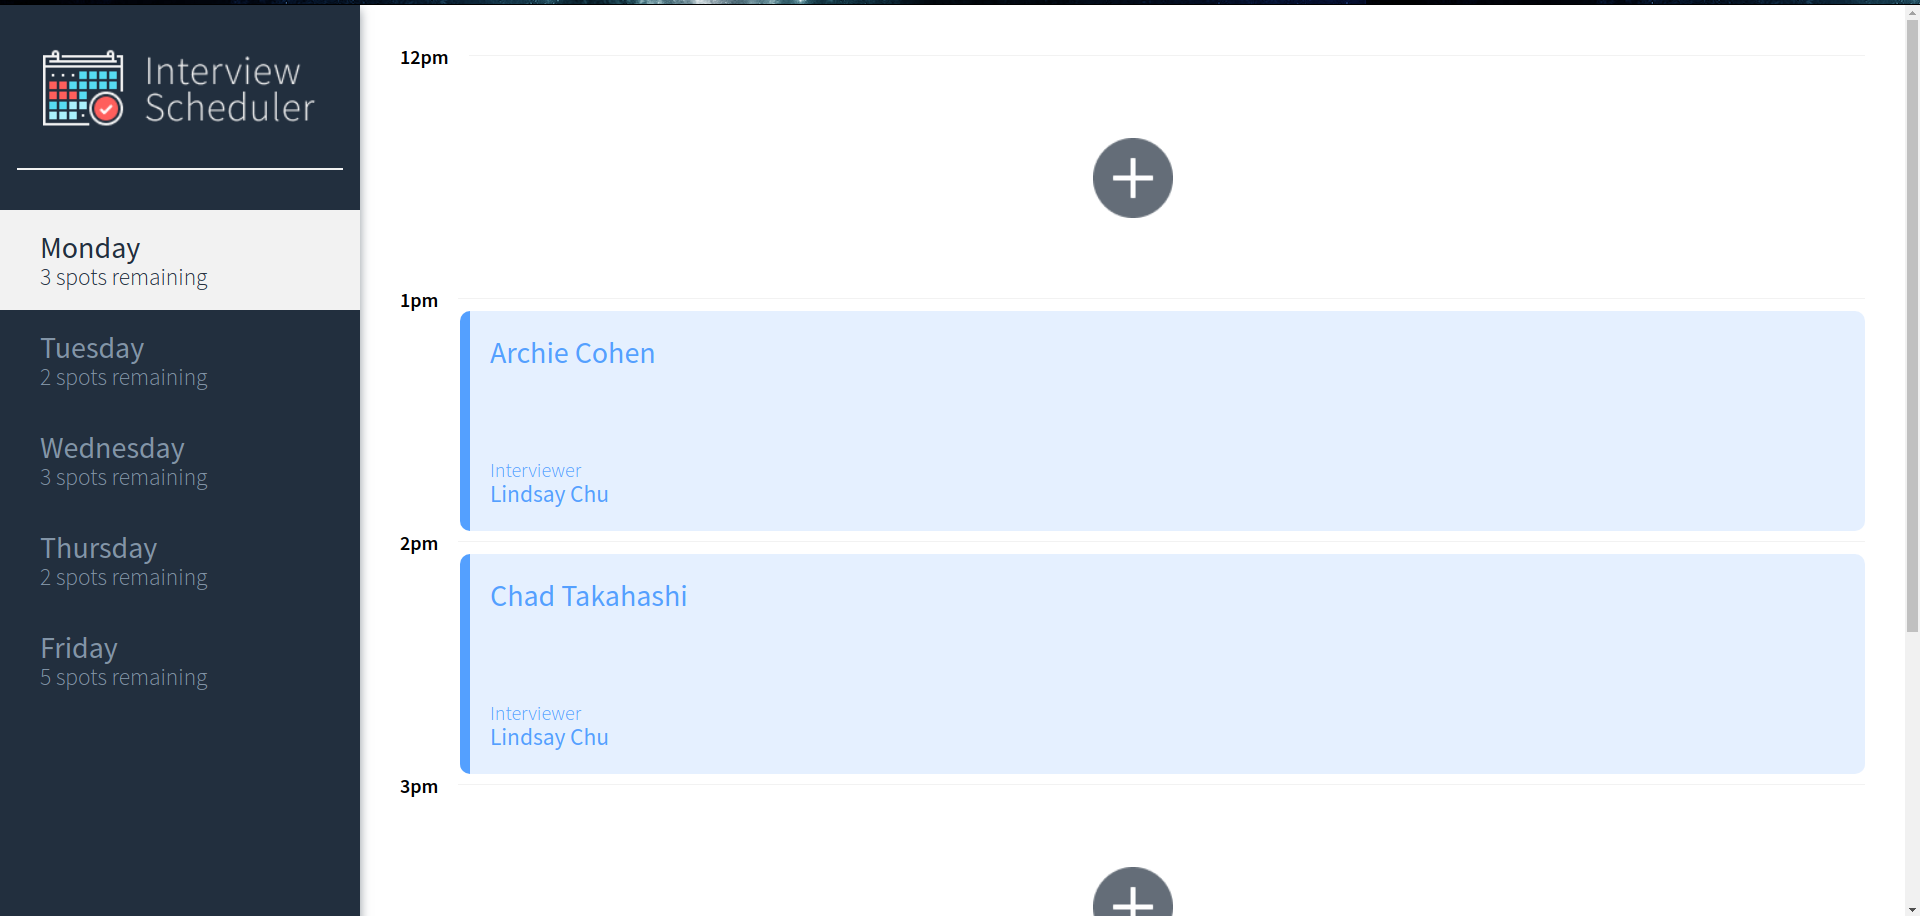 Interview
Scheduler
Monday
3 spots remaining
Tuesday
2 spots remaining
Wednesday
3 spots remaining
Thursday
2 spots remaining
Friday
5 spots remaining
12pm
1pm
Archie Cohen
Interviewer
Lindsay Chu
2pm
Chad Takahashi
Interviewer
Lindsay Chu
3pm